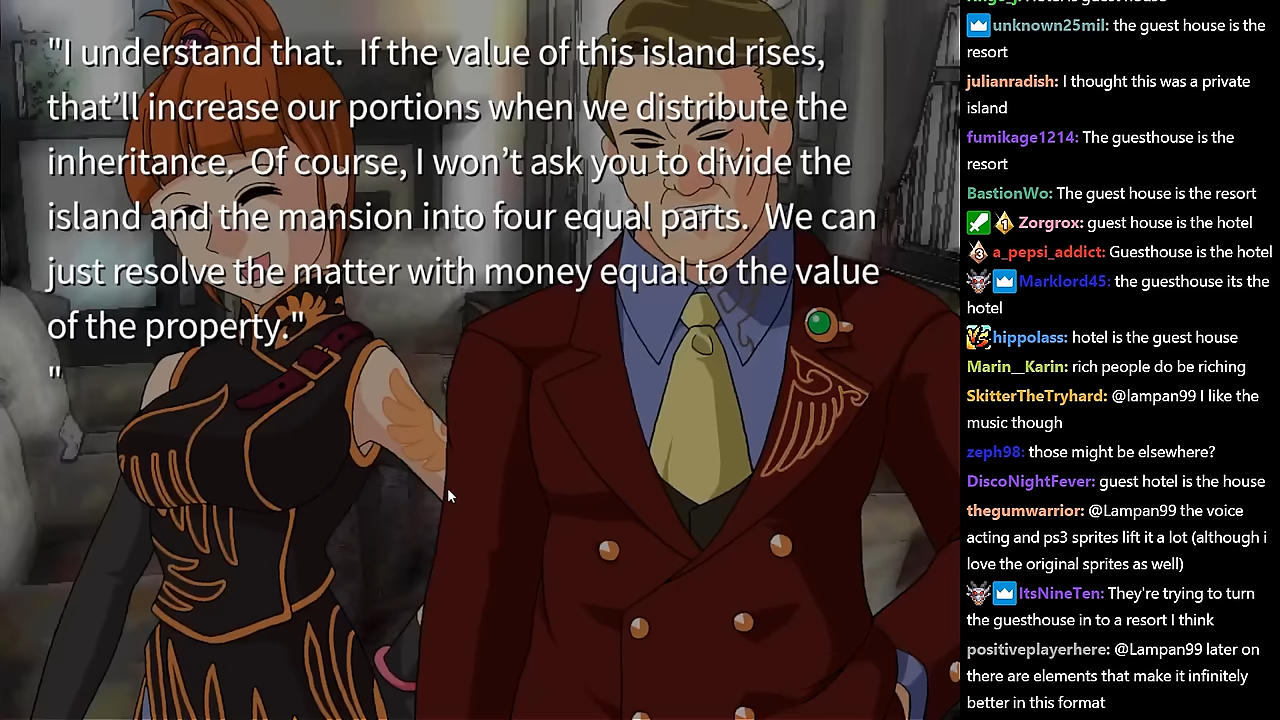 "I understand that.  If the value of this island rises,
that’ll increase our portions when we distribute the
inheritance.  Of course, I won’t ask you to divide the
island and the mansion into four equal parts.  We can
just resolve the matter with money equal to the value
of the property."
"
unknown25mil: the guest house is the
resort
julianradish: I thought this was a private
island
fumikage1214: The guesthouse is the
resort
BastionWo: The guest house is the resort
Zorgrox: guest house is the hotel
a_pepsi_addict: Guesthouse is the hotel
Marklord45: the guesthouse its the
hotel
hippolass: hotel is the guest house
Marin__Karin: rich people do be riching
SkitterTheTryhard: @lampan99 I like the
music though
zeph98: those might be elsewhere?
DiscoNightFever: guest hotel is the house
thegumwarrior: @Lampan99 the voice
acting and ps3 sprites lift it a lot (although i
love the original sprites as well)
ItsNineTen: They're trying to turn
the guesthouse in to a resort I think
positiveplayerhere: @Lampan99 later on
there are elements that make it infinitely
better in this format